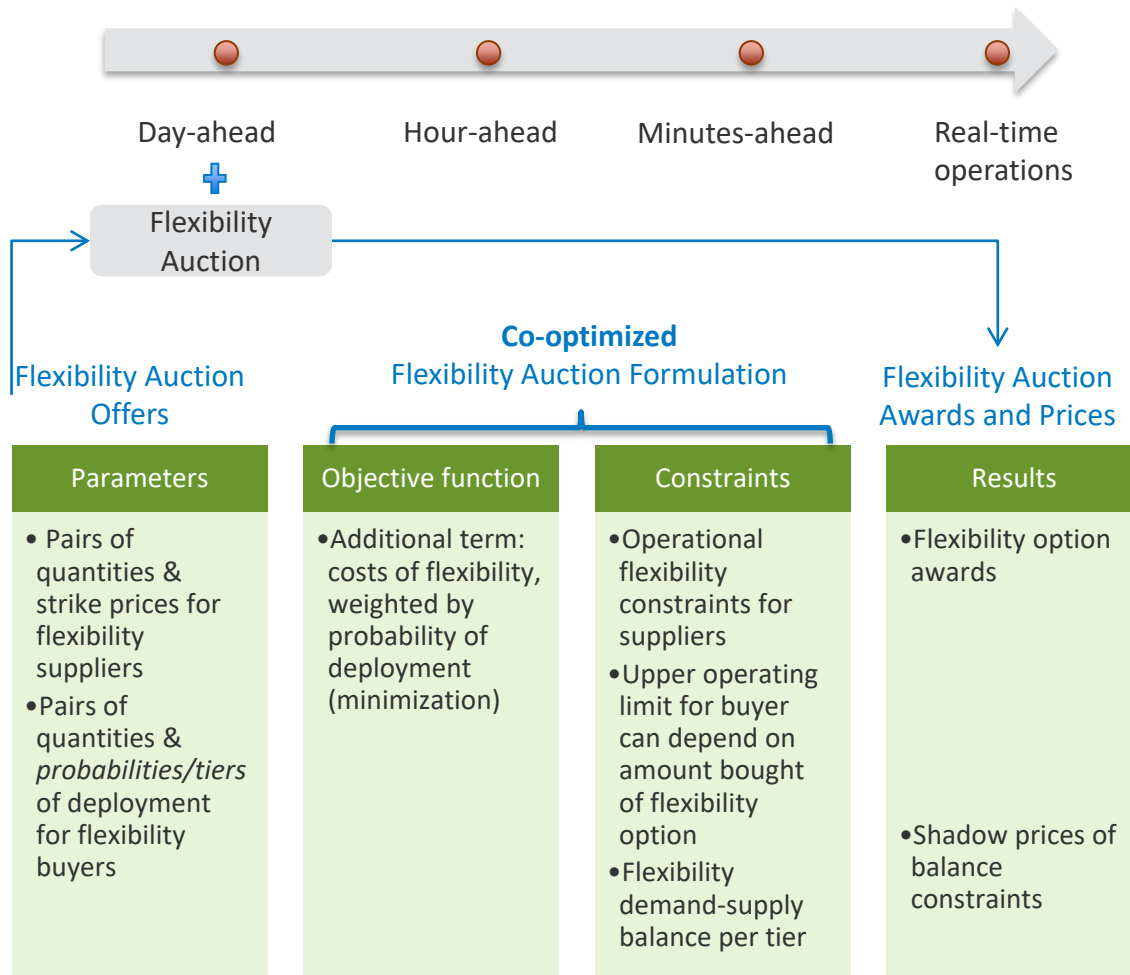 Day-ahead
Hour-ahead
Minutes-ahead
Real-time
operations
Flexibility
Auction
Co-optimized
Flexibility Auction Formulation
Flexibility Auction
Offers
Flexibility Auction
Awards and Prices
Parameters
• Pairs of
quantities &
strike prices for
flexibility
suppliers
•Pairs of
quantities &
probabilities/tiers
of deployment
for flexibility
buyers
Objective function
•Additional term:
costs of flexibility,
weighted by
probability of
deployment
(minimization)
Constraints
•Operational
flexibility
constraints for
suppliers
•Upper operating
limit for buyer
can depend on
amount bought
of flexibility
option
•Flexibility
demand-supply
balance per tier
Results
•Flexibility option
awards
•Shadow prices of
balance
constraints